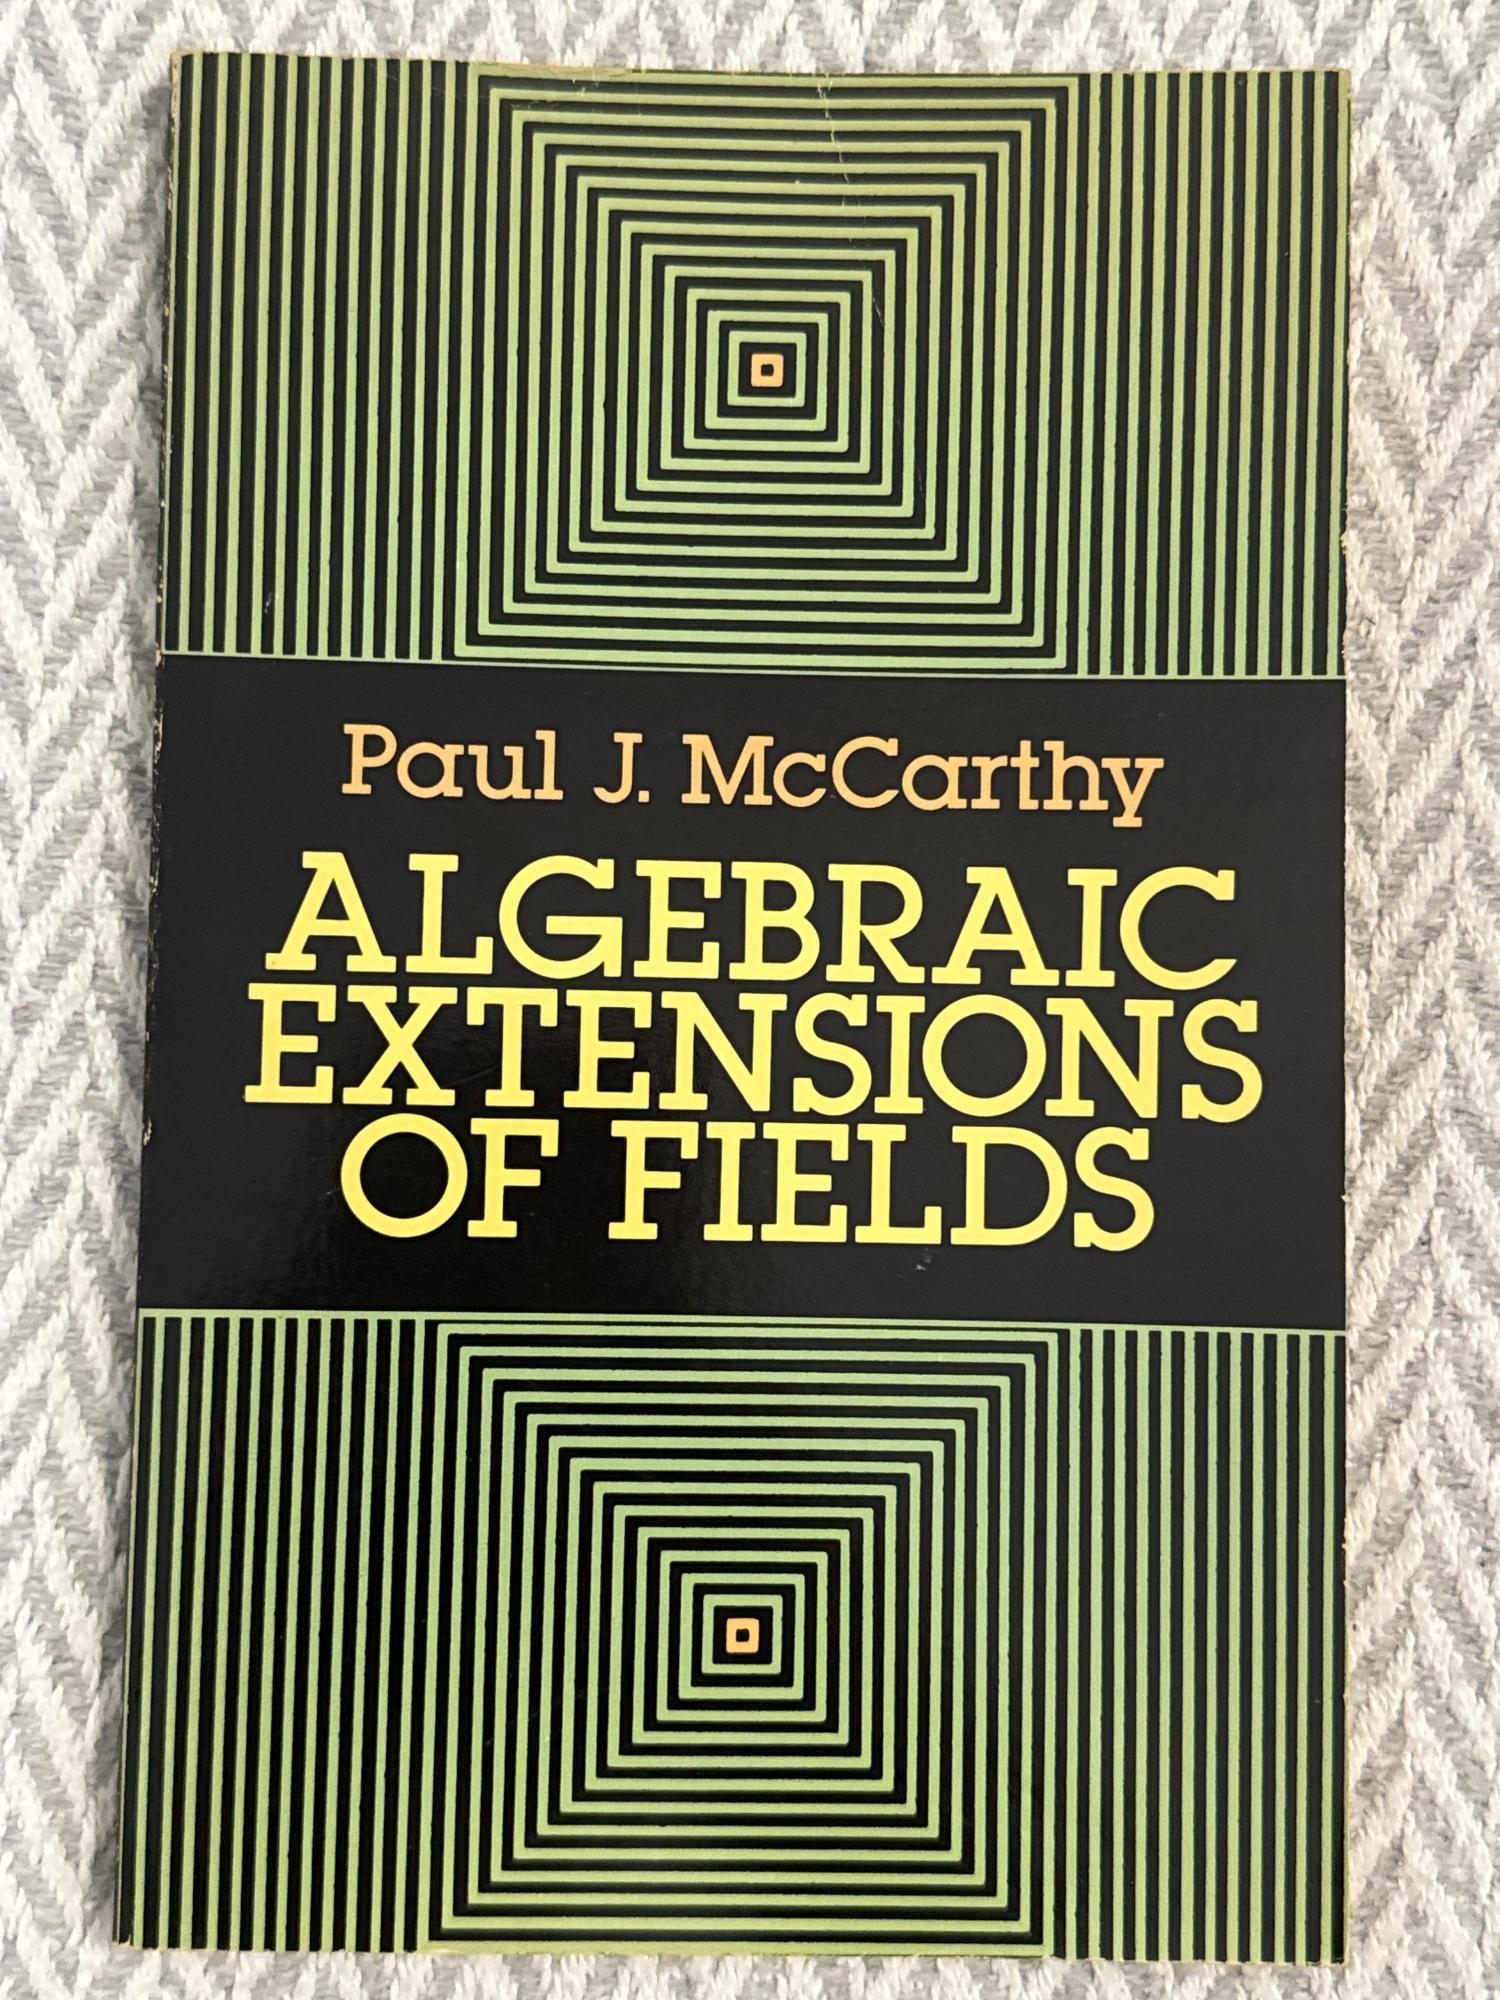 Paul J. McCarthy
ALGEBRAIC
EXTENSIONS
OF FIELDS